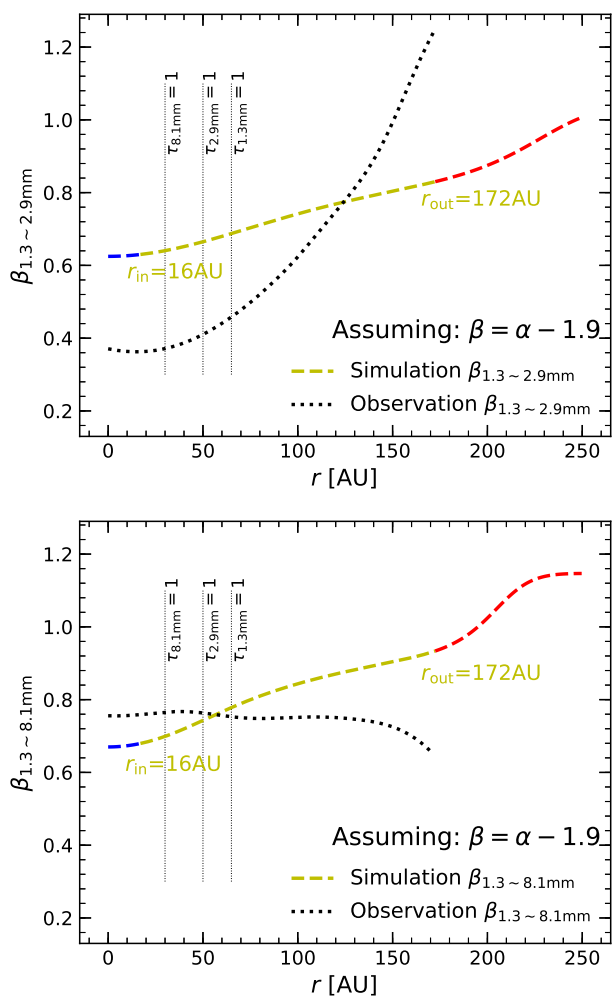 1.2
1.0
0.8
0.6
0.4
0.2
β1.3∼2.9mm
τ8.1mm = 1
τ2.9mm = 1
τ1.3mm = 1
rout=172AU
rin=16AU
Assuming: β = α − 1.9
Simulation β1.3∼2.9mm
Observation β1.3∼2.9mm
0 50 100 150 200 250
r [AU]
1.2
1.0
0.8
0.6
0.4
0.2
β1.3∼8.1mm
τ8.1mm = 1
τ2.9mm = 1
τ1.3mm = 1
rout=172AU
rin=16AU
Assuming: β = α − 1.9
Simulation β1.3∼8.1mm
Observation β1.3∼8.1mm
0 50 100 150 200 250
r [AU]